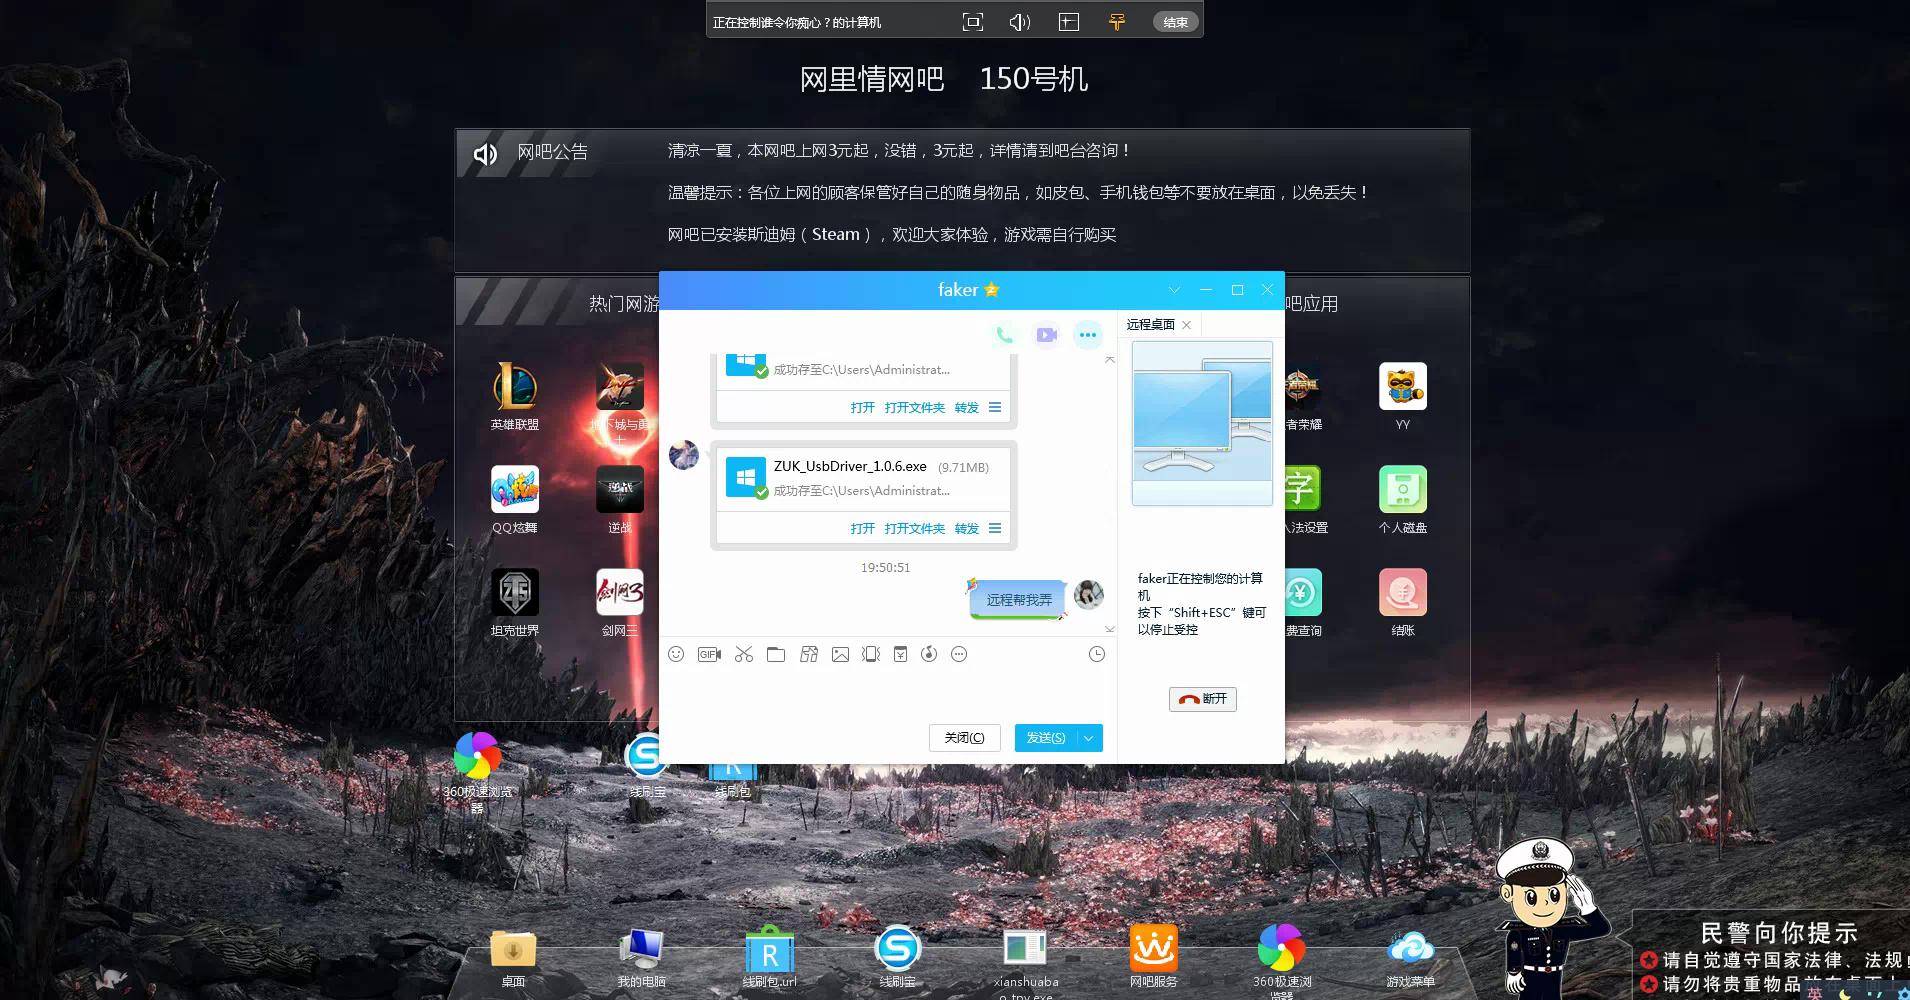 正在控制谁令你痴心？的计算机
结束
网里情网吧 150号机
网吧公告
清凉一夏，本网吧上网3元起，没错，3元起，详情请到吧台咨询！
温馨提示：各位上网的顾客保管好自己的随身物品，如皮包、手机钱包等不要放在桌面，以免丢失！
网吧已安装斯迪姆（Steam），欢迎大家体验，游戏需自行购买
热门网游
吧应用
faker
远程桌面
成功存至C:\Users\Administrat...
打开 打开文件夹 转发
ZUK_UsbDriver_1.0.6.exe (9.71MB)
成功存至C:\Users\Administrat...
打开 打开文件夹 转发
19:50:51
远程帮我弄
GIF
关闭(C)
发送(S)
faker正在控制您的计算
机
按下“Shift+ESC”键可
以停止受控
断开
英雄联盟
下城与勇
士
者荣耀
YY
QQ炫舞
逆战
逆战
字
入法设置
个人磁盘
坦克世界
剑网3
剑网三
费查询
结账
360极速浏览
器
线刷宝
线刷包
桌面
我的电脑
R
线刷包.url
S
线刷宝
xianshuaba
o_tpy.exe
网吧服务
360极速浏
览器
游戏菜单
民警向你提示
请自觉遵守国家法律、法规！
请勿将贵重物品放在桌面上
英